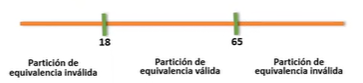 18
65
Partición de
equivalencia inválida
Partición de
equivalencia válida
Partición de
equivalencia inválida